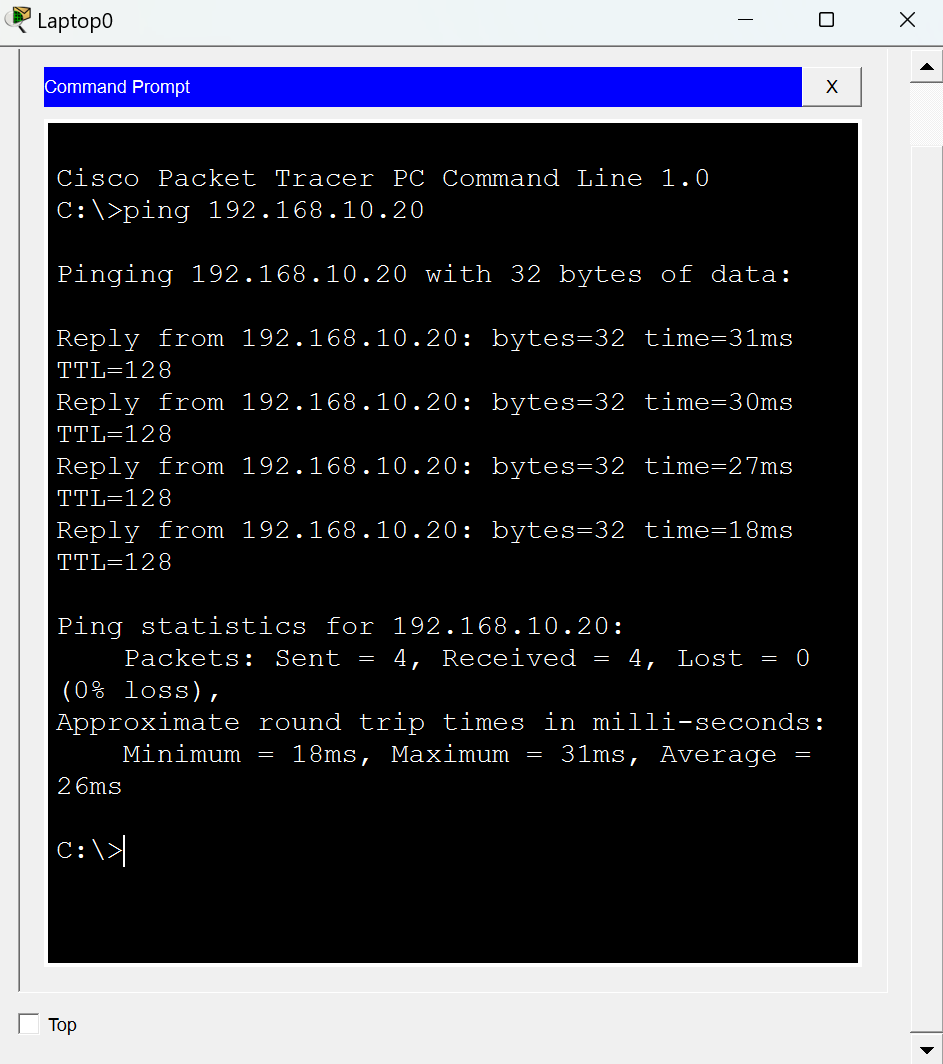 Laptop0
Command Prompt
X
Cisco Packet Tracer PC Command Line 1.0
C:\>ping 192.168.10.20
Pinging 192.168.10.20 with 32 bytes of data:
Reply from 192.168.10.20: bytes=32 time=31ms
TTL=128
Reply from 192.168.10.20: bytes=32 time=30ms
TTL=128
Reply from 192.168.10.20: bytes=32 time=27ms
TTL=128
Reply from 192.168.10.20: bytes=32 time=18ms
TTL=128
Ping statistics for 192.168.10.20:
    Packets: Sent = 4, Received = 4, Lost = 0
(0% loss),
Approximate round trip times in milli-seconds:
    Minimum = 18ms, Maximum = 31ms, Average =
26ms
C:\>
Top